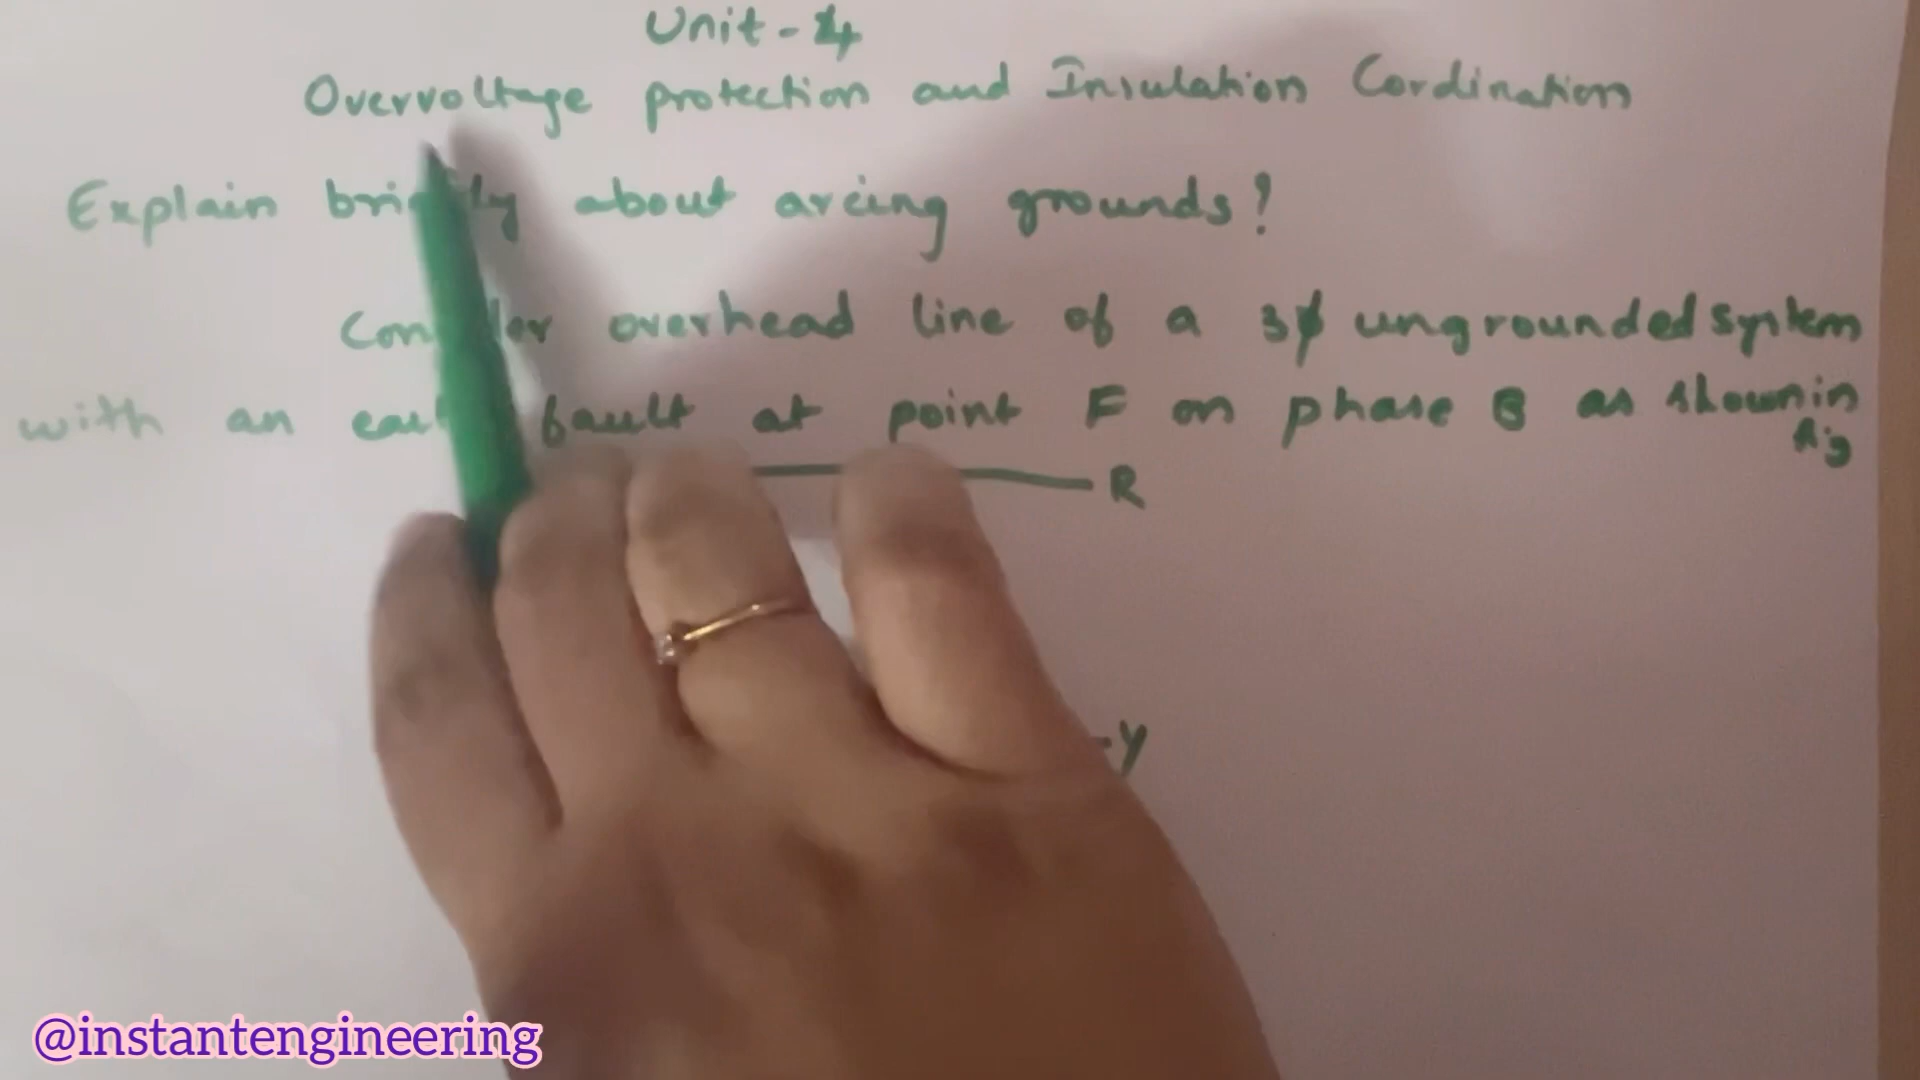 Unit-4
Overvoltage protection and Insulation Cordination
Explain about arcing grounds?
overhead line of a 3φ ungrounded system
with an fault at point F on phase B as shown in
fig
R
Y
@instantengineering